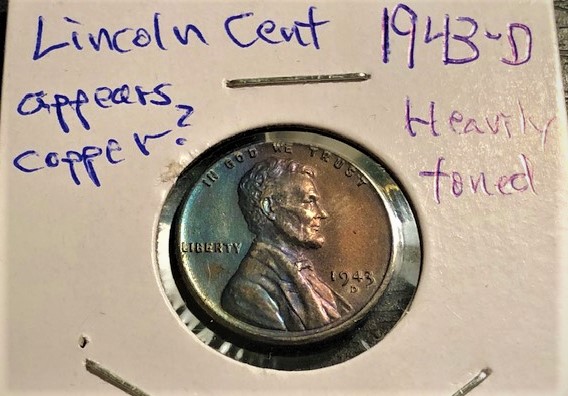 Lincoln Cent 1943-D
appears
copper?
Heavily
toned
IN GOD WE TRUST
LIBERTY
1943
D